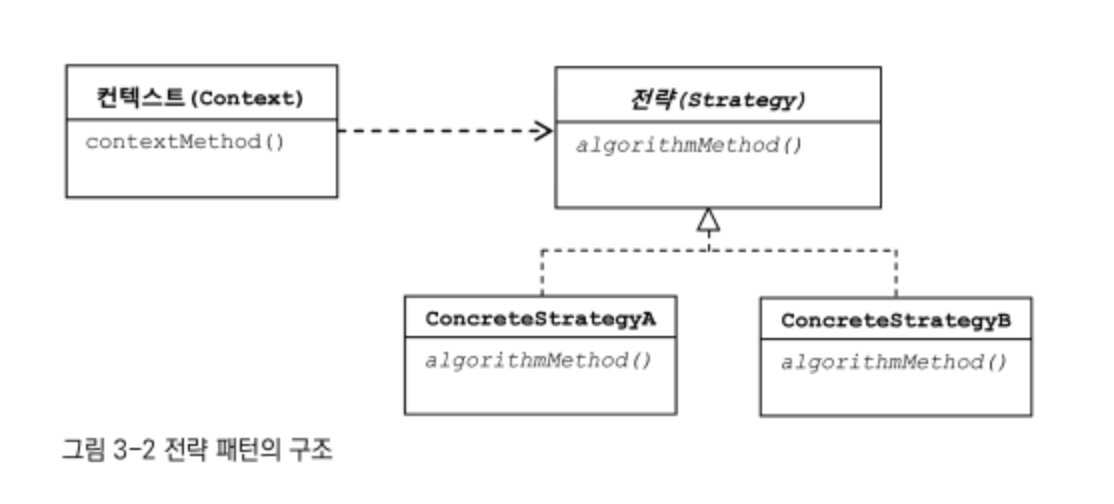 컨텍스트(Context)
contextMethod()
전략(Strategy)
algorithmMethod()
ConcreteStrategyA
algorithmMethod()
ConcreteStrategyB
algorithmMethod()
그림 3-2 전략 패턴의 구조